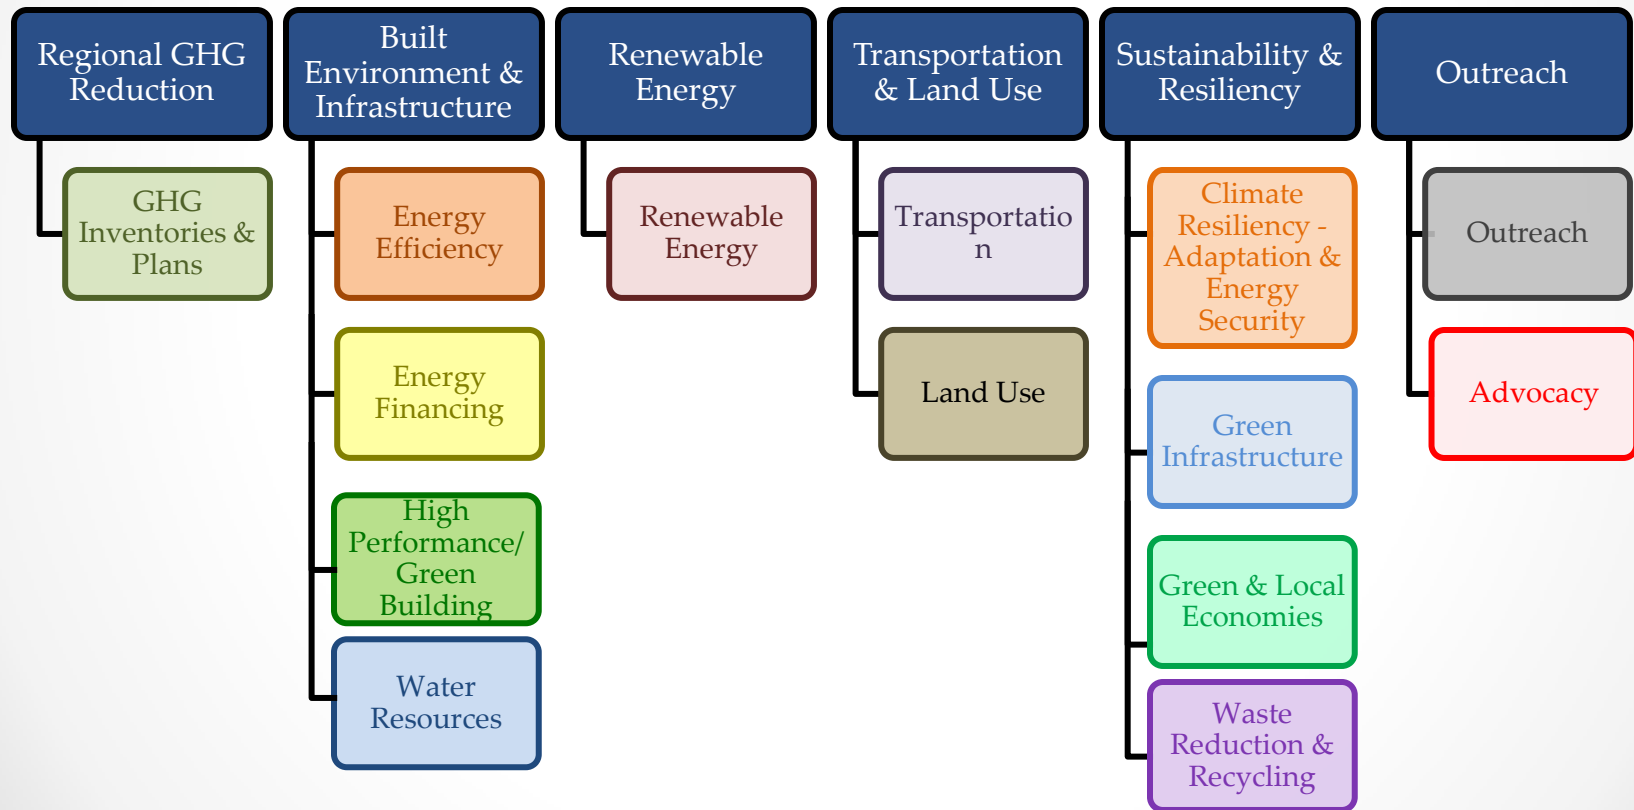 Regional GHG
Reduction
Built
Environment &
Infrastructure
Renewable
Energy
Transportation
& Land Use
Sustainability &
Resiliency
Outreach
GHG
Inventories &
Plans
Energy
Efficiency
Energy
Financing
High
Performance/
Green
Building
Water
Resources
Renewable
Energy
Transportatio
n
Land Use
Climate
Resiliency -
Adaptation &
Energy
Security
Green
Infrastructure
Green & Local
Economies
Waste
Reduction &
Recycling
Outreach
Advocacy